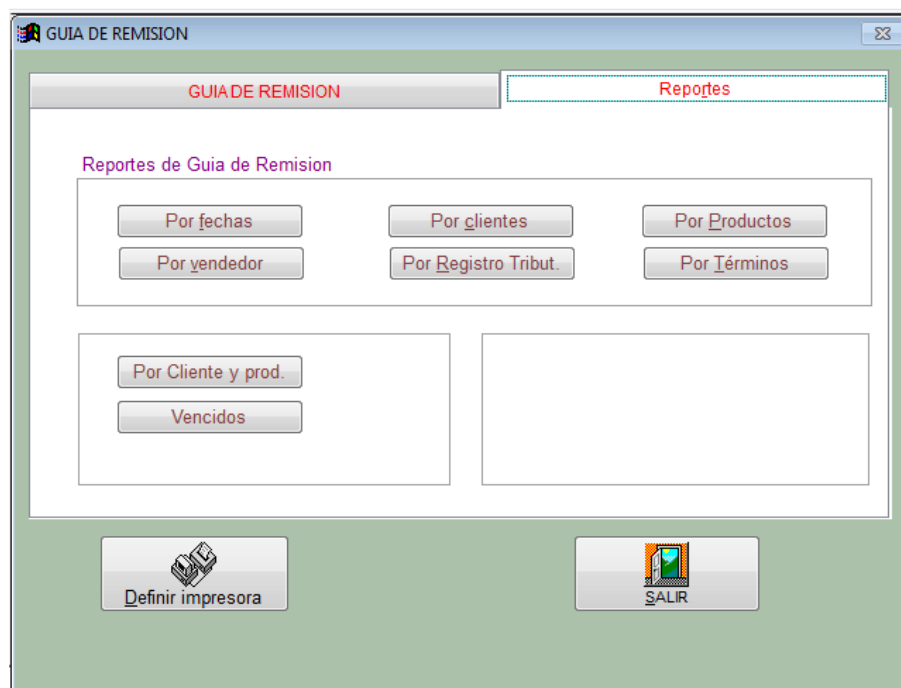 GUIA DE REMISION
GUIA DE REMISION
Reportes
Reportes de Guia de Remision
Por fechas
Por clientes
Por Productos
Por vendedor
Por Registro Tribut.
Por Términos
Por Cliente y prod.
Vencidos
Definir impresora
SALIR